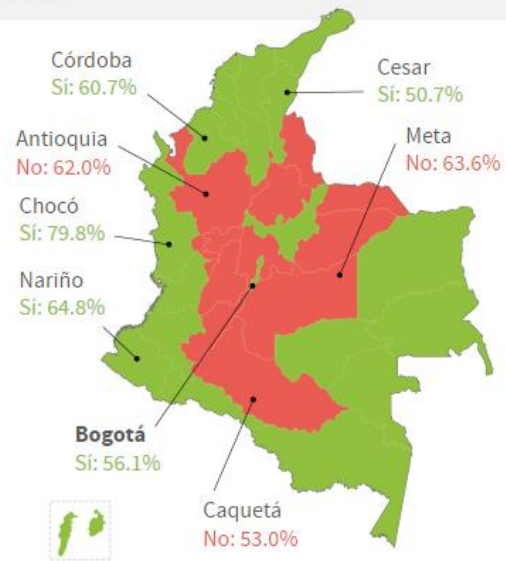 Córdoba
Sí: 60.7%
Cesar
Sí: 50.7%
Antioquia
No: 62.0%
Meta
No: 63.6%
Chocó
Sí: 79.8%
Nariño
Sí: 64.8%
Bogotá
Sí: 56.1%
Caquetá
No: 53.0%